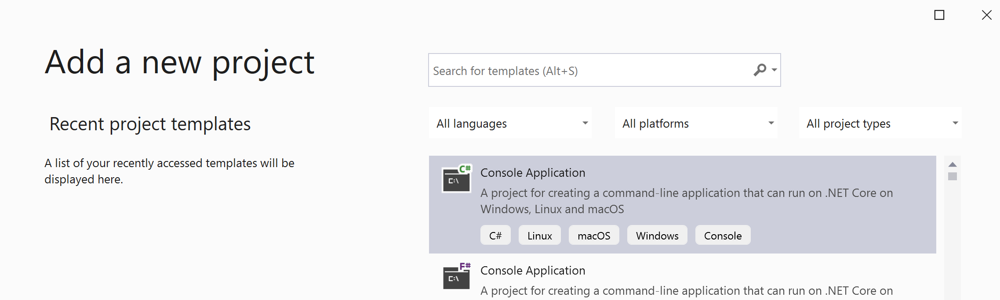 Add a new project
Search for templates (Alt+S)
Recent project templates
All languages
All platforms
All project types
A list of your recently accessed templates will be
displayed here.
C#
C:\
Console Application
A project for creating a command-line application that can run on .NET Core on
Windows, Linux and macOS
C#
Linux
macOS
Windows
Console
F#
C:\
Console Application
A project for creating a command-line application that can run on .NET Core on